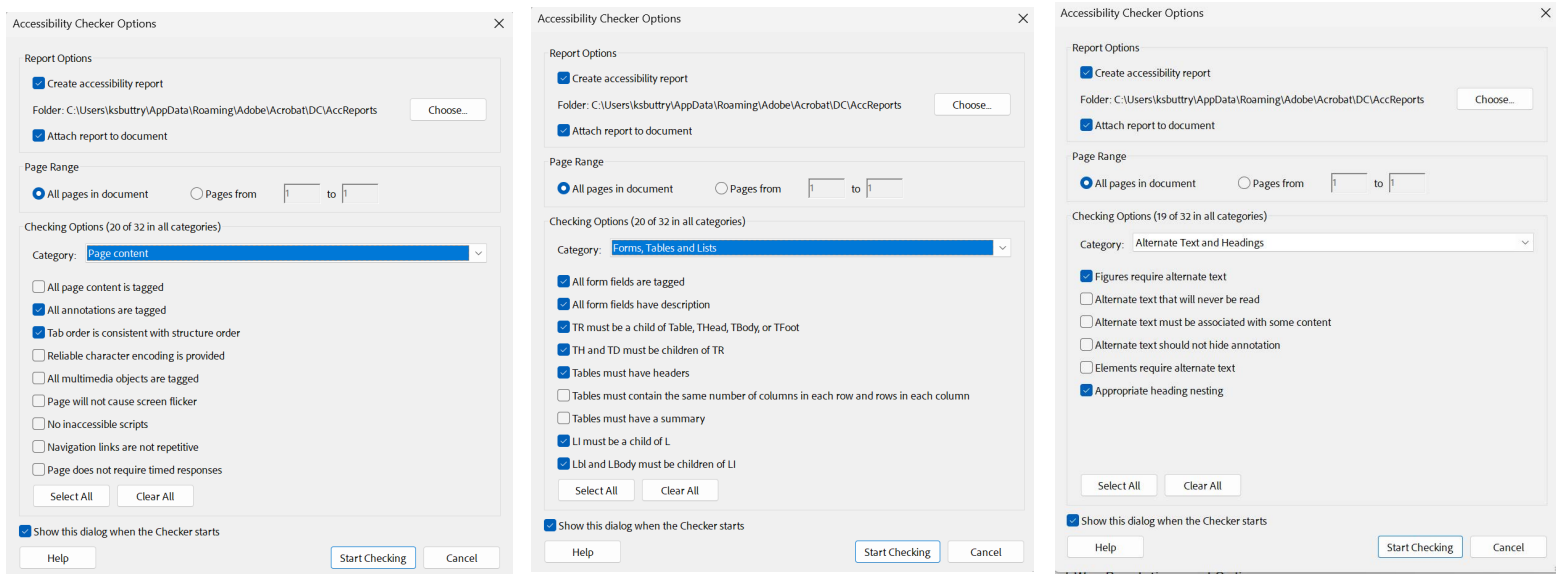 Accessibility Checker Options
Report Options
Create accessibility report
Folder: C:\Users\ksbuttry\AppData\Roaming\Adobe\Acrobat\DC\AccReports
Choose...
Attach report to document
Page Range
All pages in document
Pages from
1
to
1
Checking Options (20 of 32 in all categories)
Category:
Page content
All page content is tagged
All annotations are tagged
Tab order is consistent with structure order
Reliable character encoding is provided
All multimedia objects are tagged
Page will not cause screen flicker
No inaccessible scripts
Navigation links are not repetitive
Page does not require timed responses
Select All
Clear All
Show this dialog when the Checker starts
Help
Start Checking
Cancel
Accessibility Checker Options
Report Options
Create accessibility report
Folder: C:\Users\ksbuttry\AppData\Roaming\Adobe\Acrobat\DC\AccReports
Choose...
Attach report to document
Page Range
All pages in document
Pages from
1
to
1
Checking Options (20 of 32 in all categories)
Category:
Forms, Tables and Lists
All form fields are tagged
All form fields have description
TR must be a child of Table, THead, TBody, or TFoot
TH and TD must be children of TR
Tables must have headers
Tables must contain the same number of columns in each row and rows in each column
Tables must have a summary
LI must be a child of L
Lbl and LBody must be children of LI
Select All
Clear All
Show this dialog when the Checker starts
Help
Start Checking
Cancel
Accessibility Checker Options
Report Options
Create accessibility report
Folder: C:\Users\ksbuttry\AppData\Roaming\Adobe\Acrobat\DC\AccReports
Choose...
Attach report to document
Page Range
All pages in document
Pages from
1
to
1
Checking Options (19 of 32 in all categories)
Category:
Alternate Text and Headings
Figures require alternate text
Alternate text that will never be read
Alternate text must be associated with some content
Alternate text should not hide annotation
Elements require alternate text
Appropriate heading nesting
Select All
Clear All
Show this dialog when the Checker starts
Help
Start Checking
Cancel